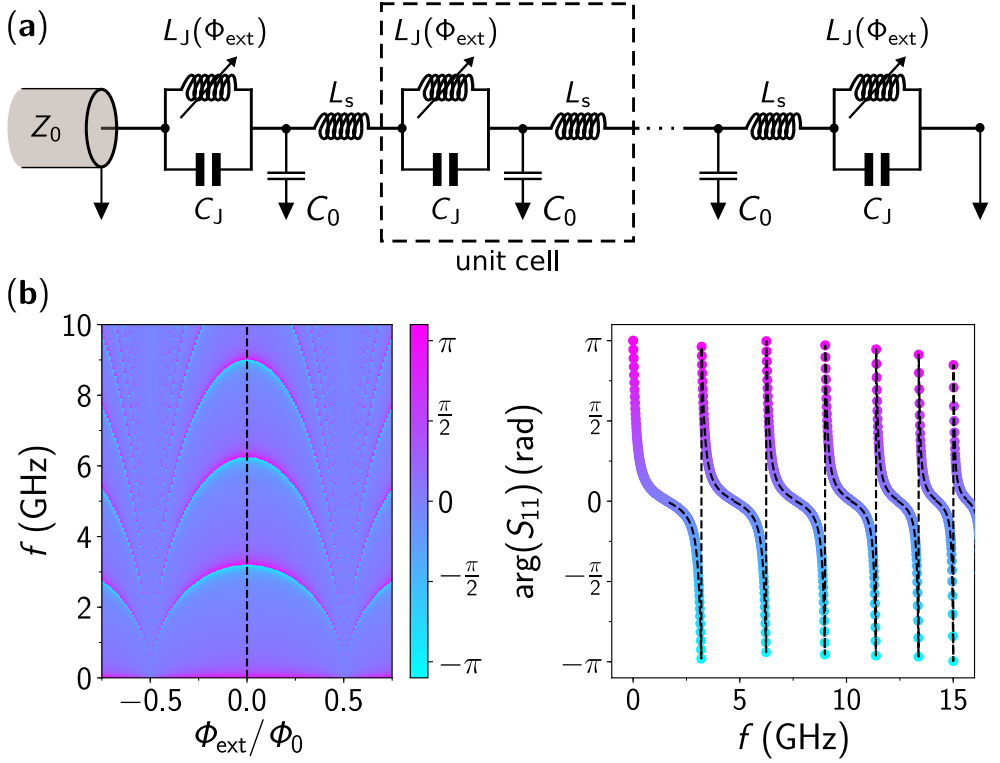 (a)
L_J(Φ_ext) L_J(Φ_ext) L_J(Φ_ext)
Z_0 L_s L_s L_s
C_J C_0 C_J C_0 C_0 C_J
unit cell
(b)
10
8
6
4
2
0
f (GHz)
−0.5 0.0 0.5
Φ_ext/Φ_0
π
π/2
0
−π/2
−π
arg(S_11) (rad)
π
π/2
0
−π/2
−π
0 5 10 15
f (GHz)